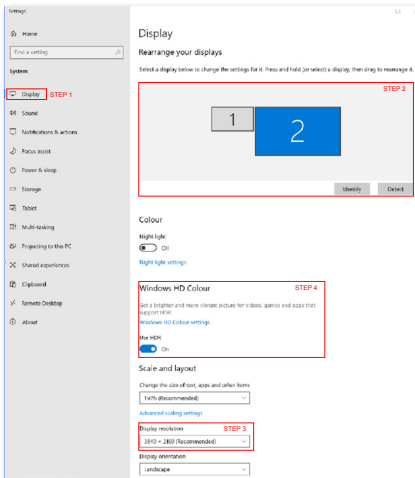 Settings
Home
Find a setting
System
Display
STEP 1
Sound
Notifications & actions
Focus assist
Power & sleep
Storage
Tablet
Multi-tasking
Projecting to this PC
Shared experiences
Clipboard
Remote Desktop
About
Display
Rearrange your displays
Select a display below to change the settings for it. Press and hold (or select) a display, then drag to rearrange it.
STEP 2
1
2
Identify
Detect
Colour
Night light
Off
Night light settings
Windows HD Colour
STEP 4
Get a brighter and more vibrant picture for videos, games and apps that
support HDR.
Windows HD Colour settings
Use HDR
On
Scale and layout
Change the size of text, apps and other items
150% (Recommended)
Advanced scaling settings
Display resolution
STEP 3
3840 × 2160 (Recommended)
Display orientation
Landscape